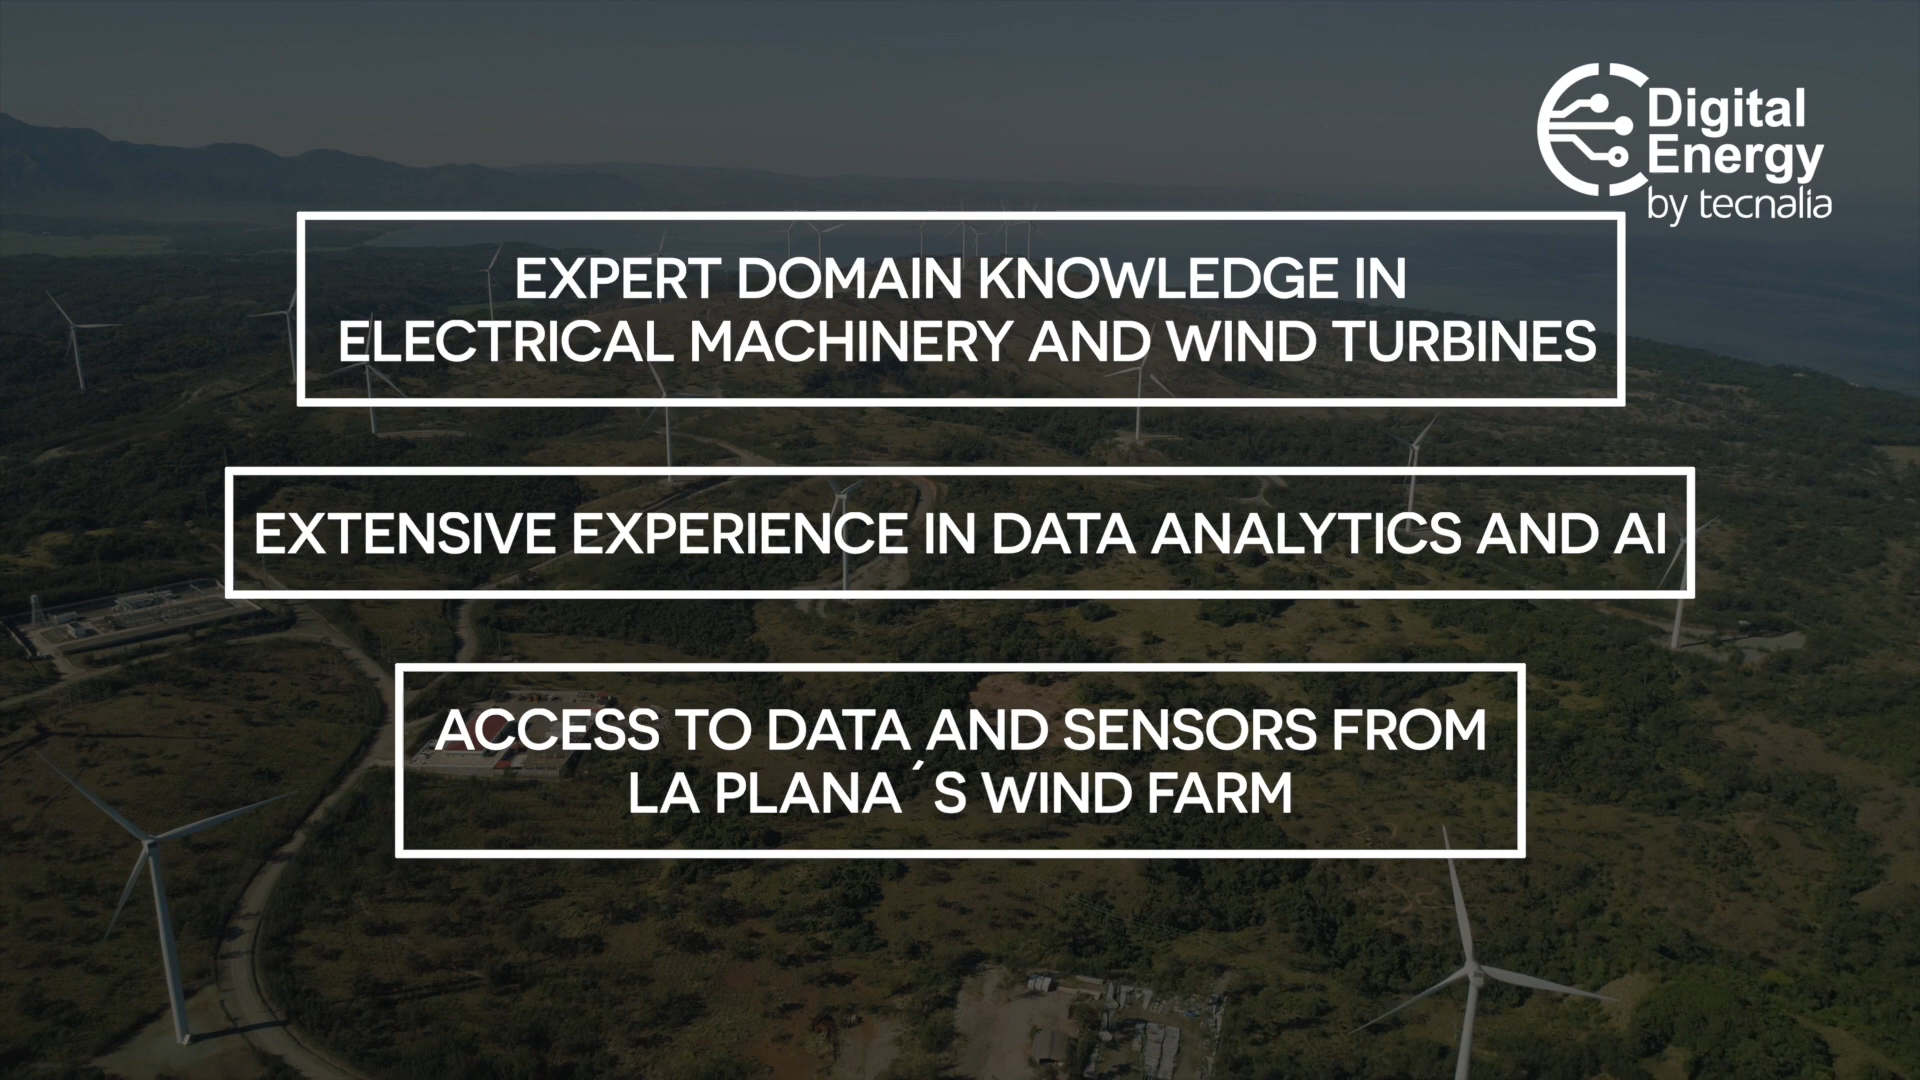 Digital
Energy
by tecnalia
EXPERT DOMAIN KNOWLEDGE IN
ELECTRICAL MACHINERY AND WIND TURBINES
EXTENSIVE EXPERIENCE IN DATA ANALYTICS AND AI
ACCESS TO DATA AND SENSORS FROM
LA PLANA´S WIND FARM